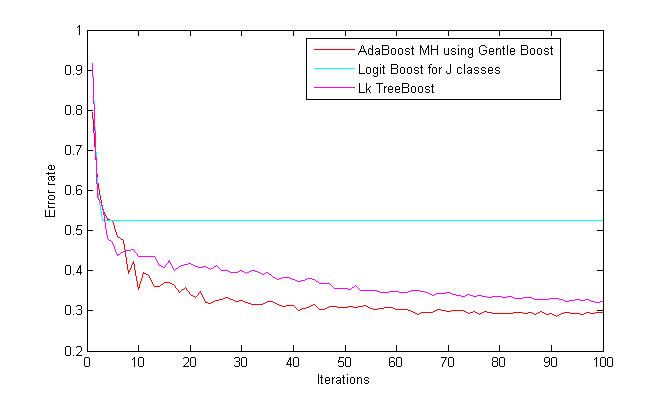 AdaBoost MH using Gentle Boost
Logit Boost for J classes
Lk TreeBoost
1
0.9
0.8
0.7
0.6
0.5
0.4
0.3
0.2
Error rate
0 10 20 30 40 50 60 70 80 90 100
Iterations